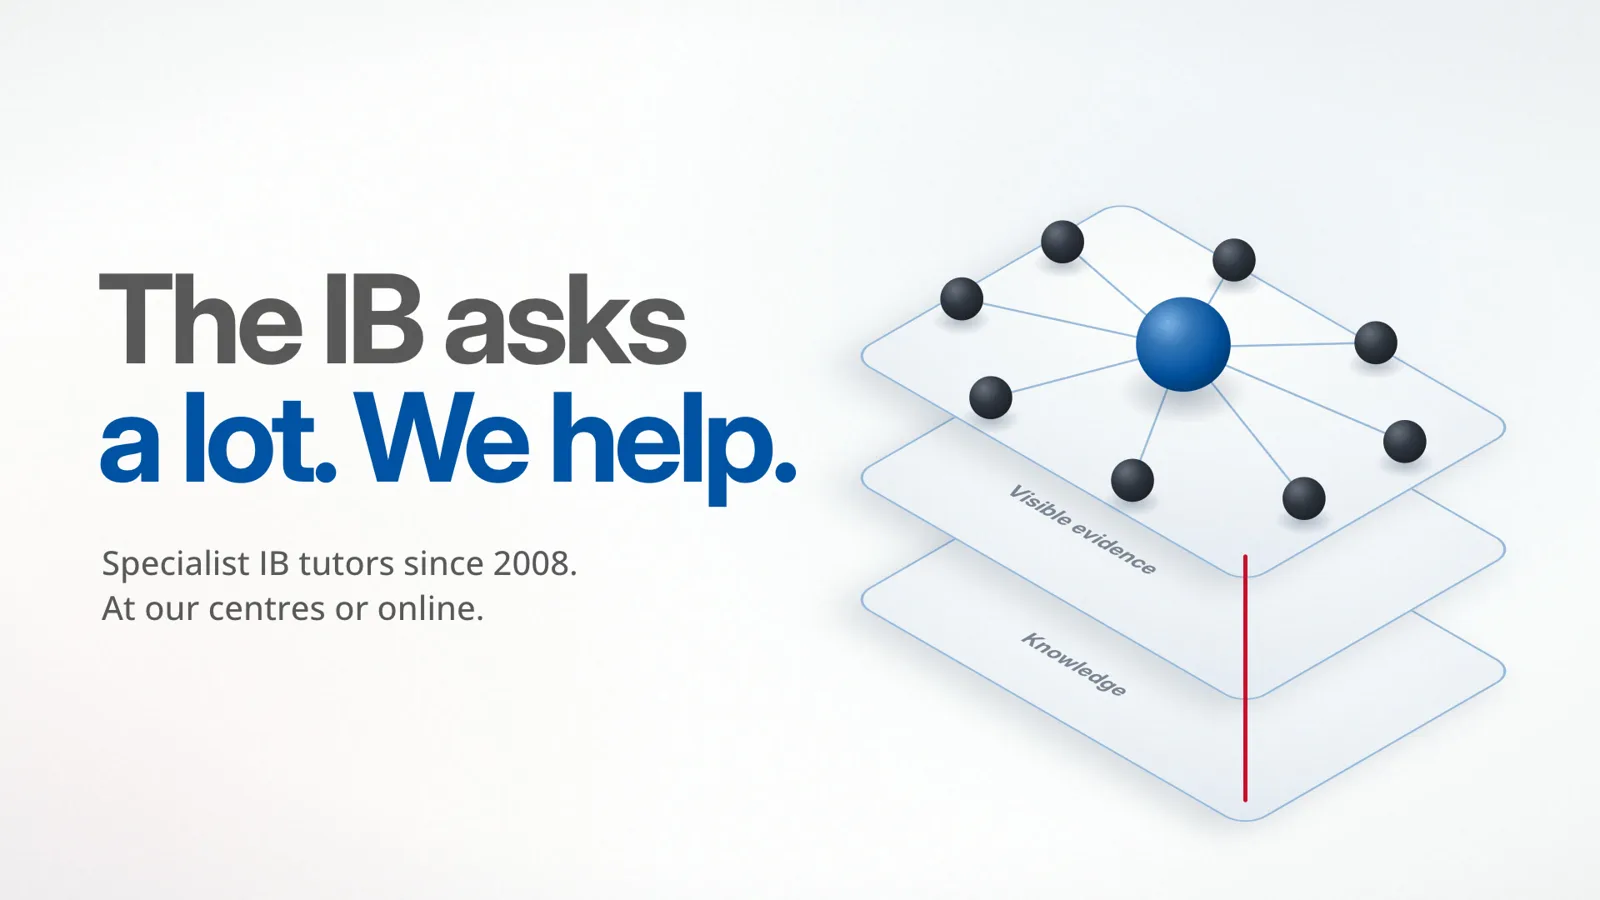 The IB asks
a lot. We help.
Specialist IB tutors since 2008.
At our centres or online.
Visible evidence
Knowledge